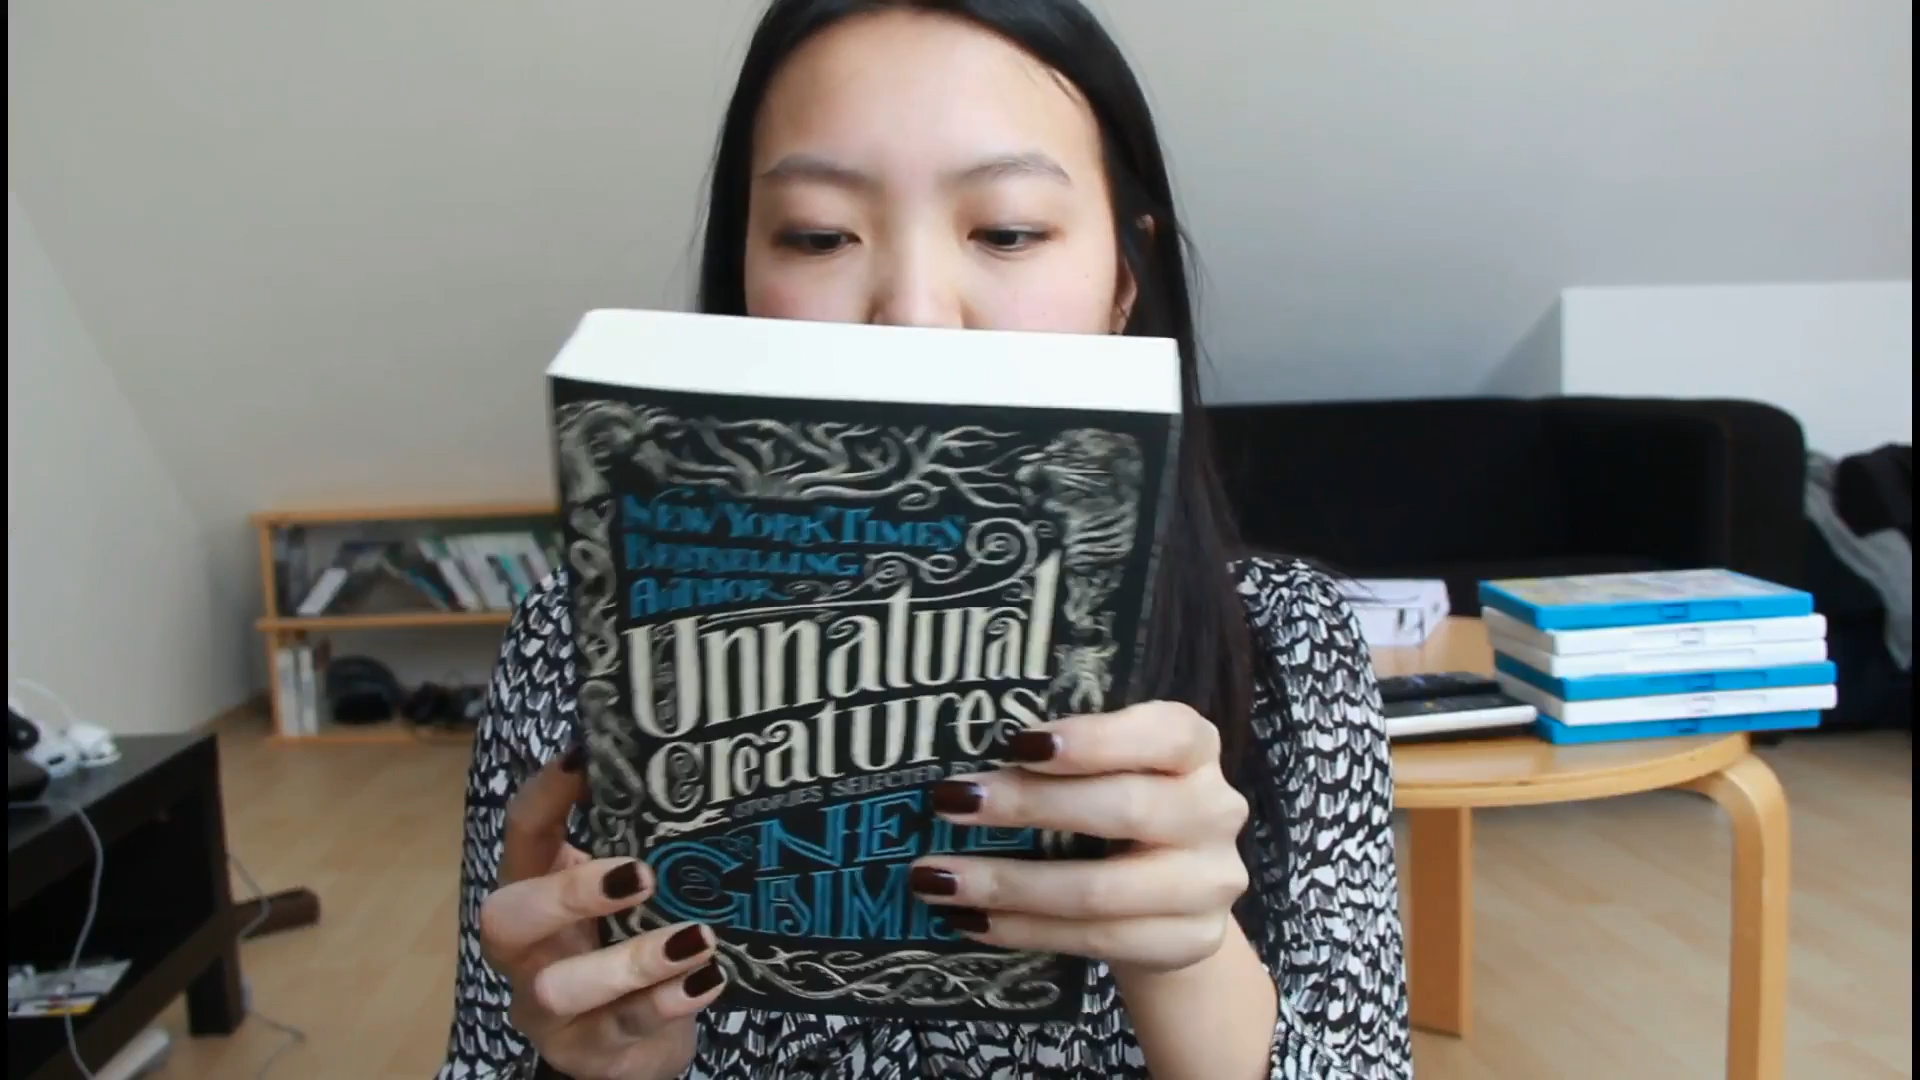 NEW YORK TIMES
BESTSELLING
AUTHOR
Unnatural
Creatures
STORIES SELECTED BY
NEIL
GAIMAN